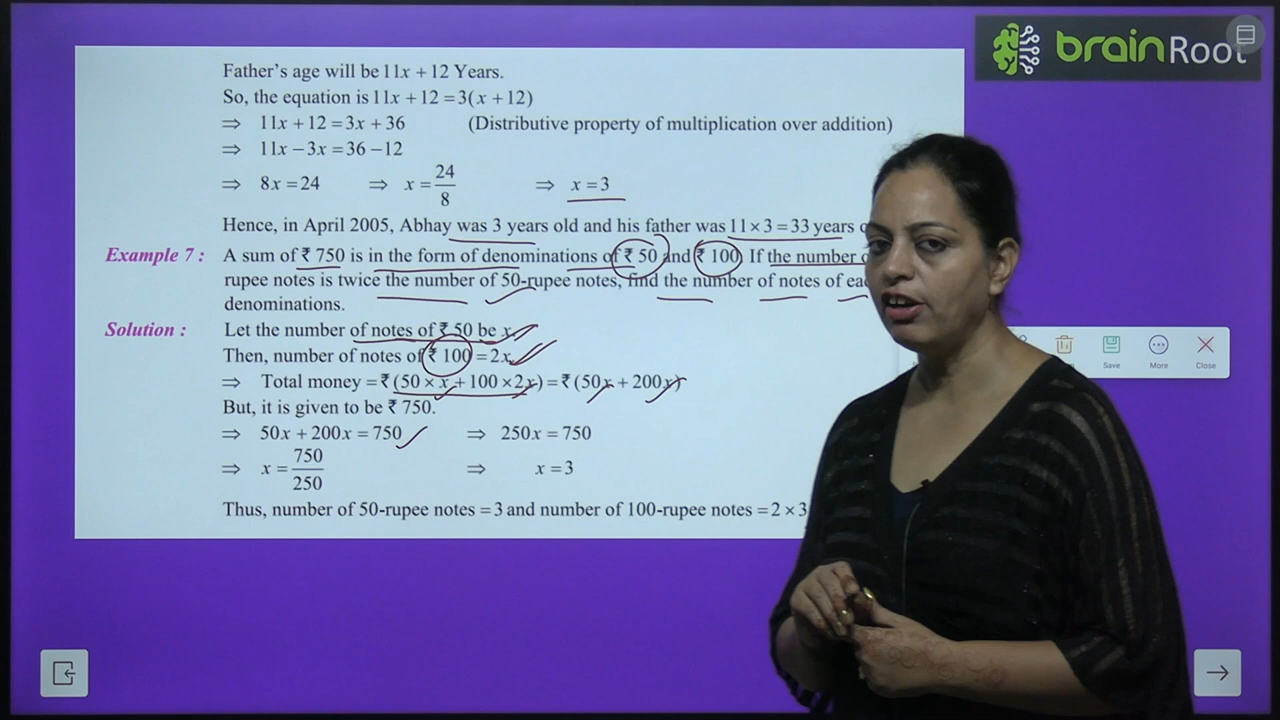 brainRoot
Father's age will be 11x + 12 Years.
So, the equation is 11x + 12 = 3(x + 12)
⇒ 11x + 12 = 3x + 36 (Distributive property of multiplication over addition)
⇒ 11x − 3x = 36 − 12
⇒ 8x = 24 ⇒ x = 24/8 ⇒ x = 3
Hence, in April 2005, Abhay was 3 years old and his father was 11 × 3 = 33 years
Example 7 : A sum of ₹ 750 is in the form of denominations of ₹ 50 and ₹ 100. If the number
rupee notes is twice the number of 50-rupee notes, find the number of notes of
denominations.
Solution : Let the number of notes of ₹ 50 be x.
Then, number of notes of ₹ 100 = 2x.
⇒ Total money = ₹ (50 × x + 100 × 2x) = ₹ (50x + 200x)
But, it is given to be ₹ 750.
⇒ 50x + 200x = 750 ⇒ 250x = 750
⇒ x = 750/250 ⇒ x = 3
Thus, number of 50-rupee notes = 3 and number of 100-rupee notes = 2 × 3
Save More Close